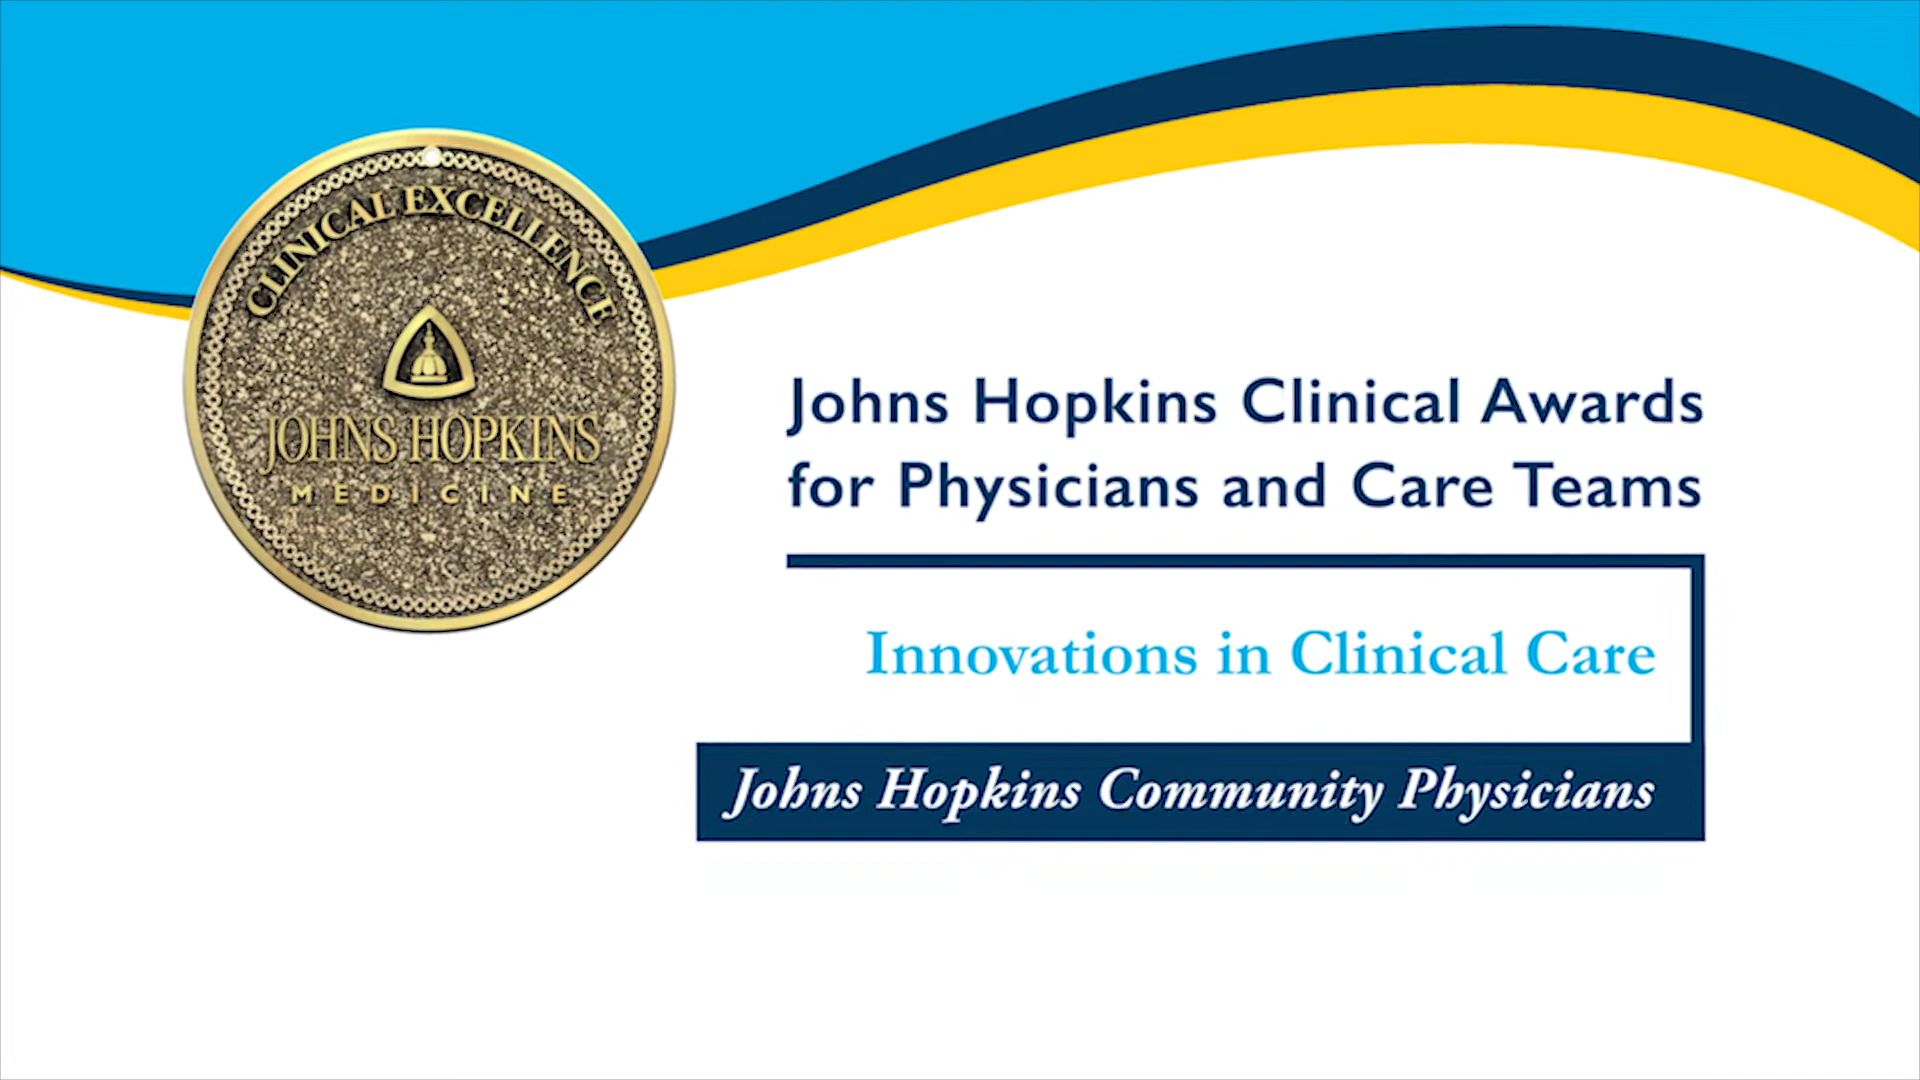 CLINICAL EXCELLENCE
JOHNS HOPKINS
MEDICINE
Johns Hopkins Clinical Awards
for Physicians and Care Teams
Innovations in Clinical Care
Johns Hopkins Community Physicians